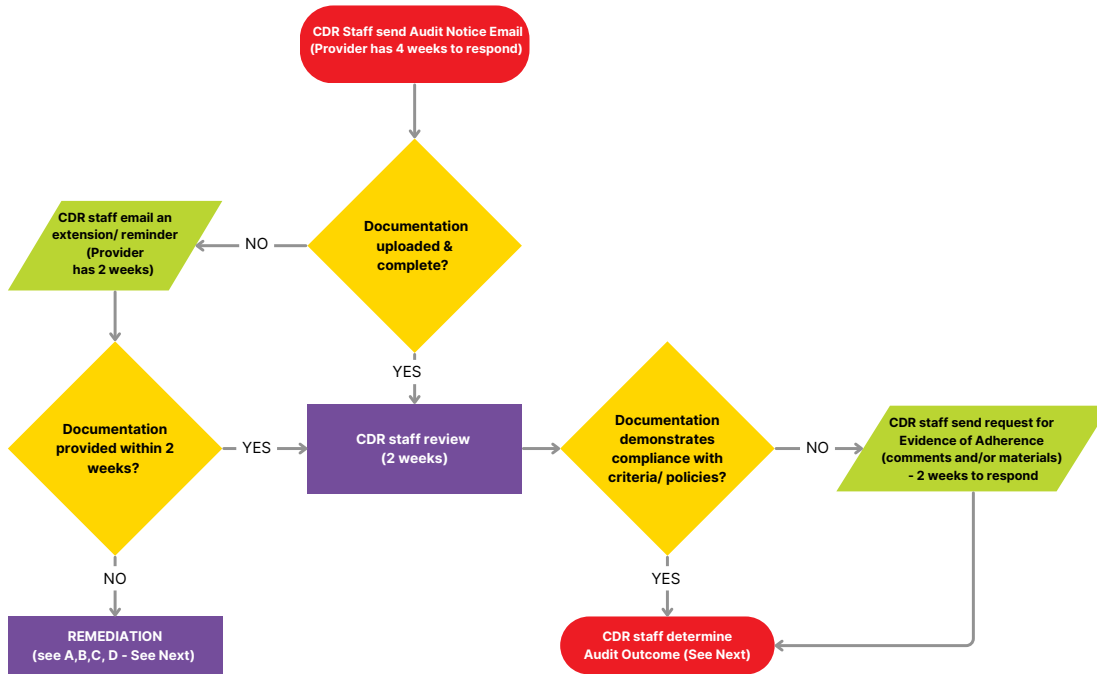 CDR Staff send Audit Notice Email
(Provider has 4 weeks to respond)
Documentation
uploaded &
complete?
NO
CDR staff email an
extension/ reminder
(Provider
has 2 weeks)
YES
Documentation
provided within 2
weeks?
YES
CDR staff review
(2 weeks)
Documentation
demonstrates
compliance with
criteria/ policies?
NO
CDR staff send request for
Evidence of Adherence
(comments and/or materials)
- 2 weeks to respond
NO
YES
REMEDIATION
(see A,B,C, D - See Next)
CDR staff determine
Audit Outcome (See Next)